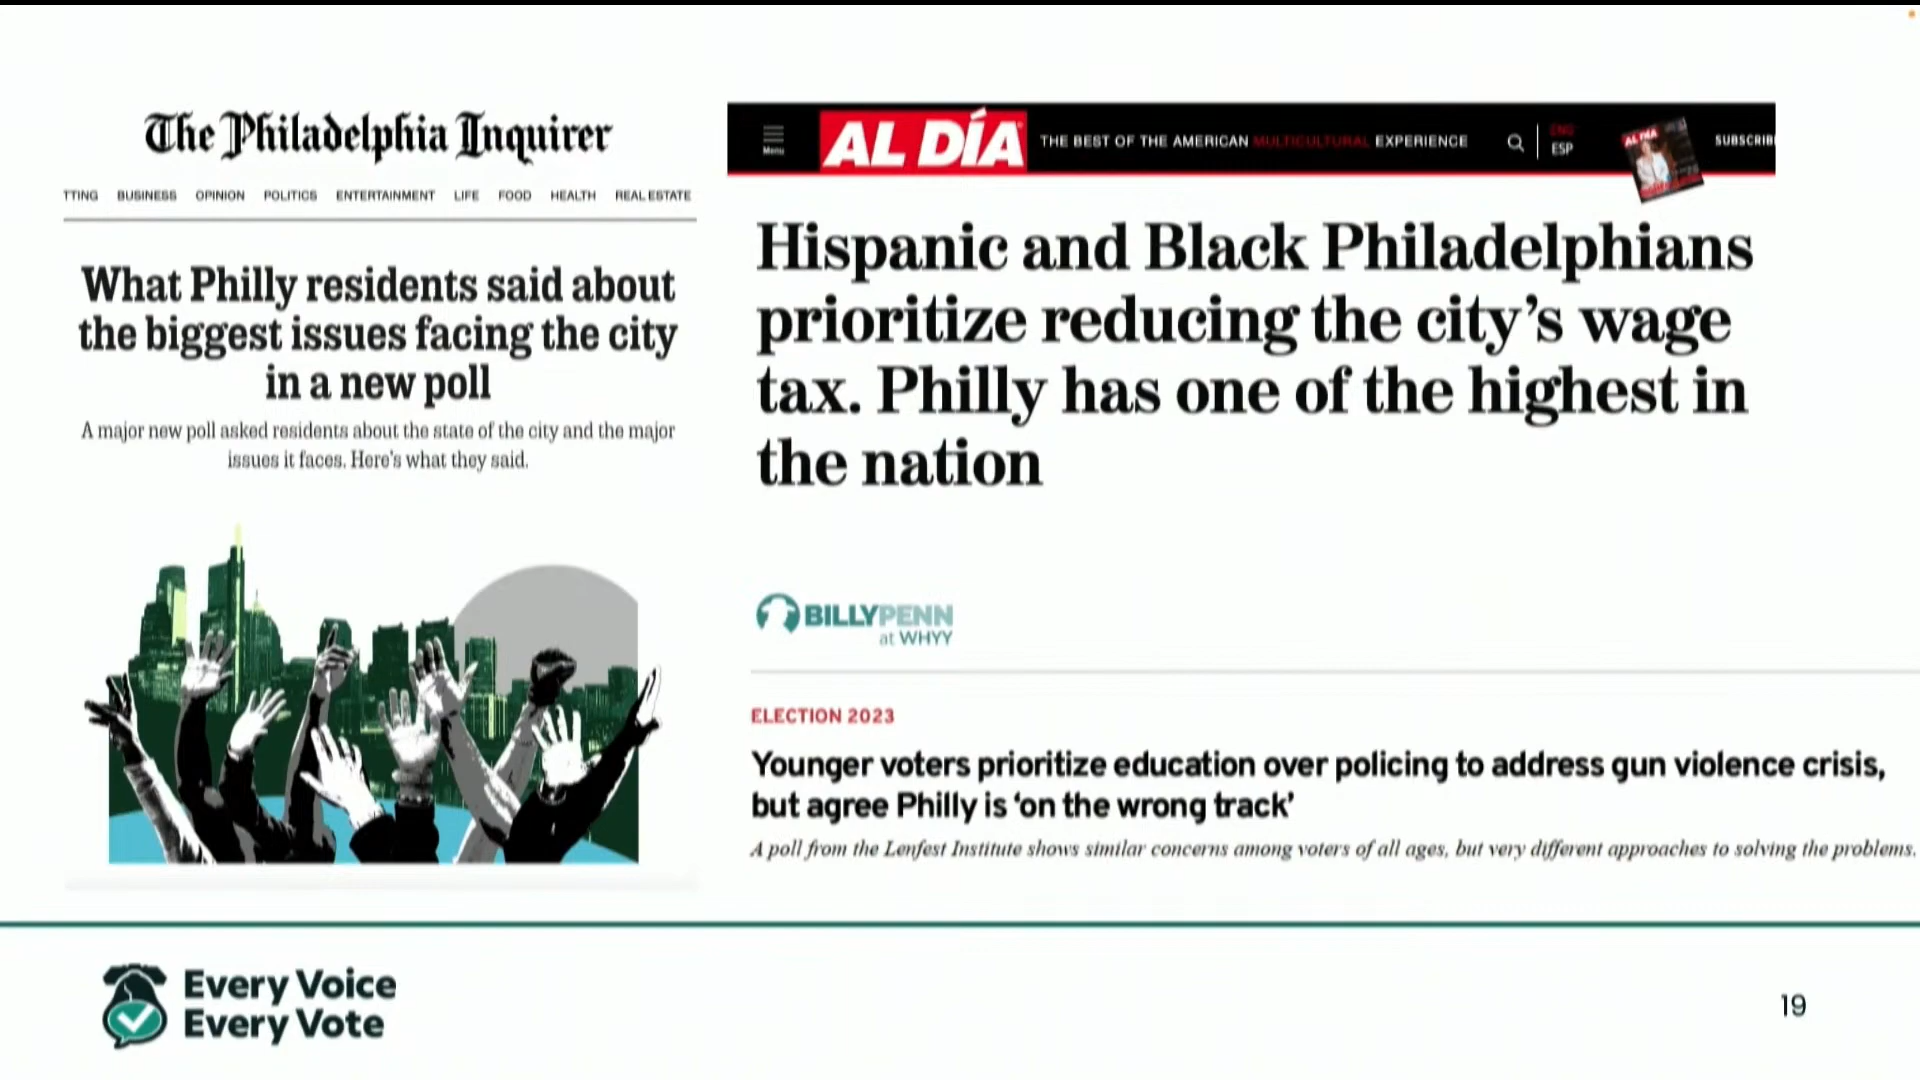 The Philadelphia Inquirer
TTING BUSINESS OPINION POLITICS ENTERTAINMENT LIFE FOOD HEALTH REAL ESTATE
What Philly residents said about
the biggest issues facing the city
in a new poll
A major new poll asked residents about the state of the city and the major
issues it faces. Here's what they said.
Menu
AL DÍA
THE BEST OF THE AMERICAN MULTICULTURAL EXPERIENCE
ENG
ESP
AL DÍA
SUBSCRIB
Hispanic and Black Philadelphians
prioritize reducing the city's wage
tax. Philly has one of the highest in
the nation
BILLYPENN
at WHYY
ELECTION 2023
Younger voters prioritize education over policing to address gun violence crisis,
but agree Philly is 'on the wrong track'
A poll from the Lenfest Institute shows similar concerns among voters of all ages, but very different approaches to solving the problems.
Every Voice
Every Vote
19